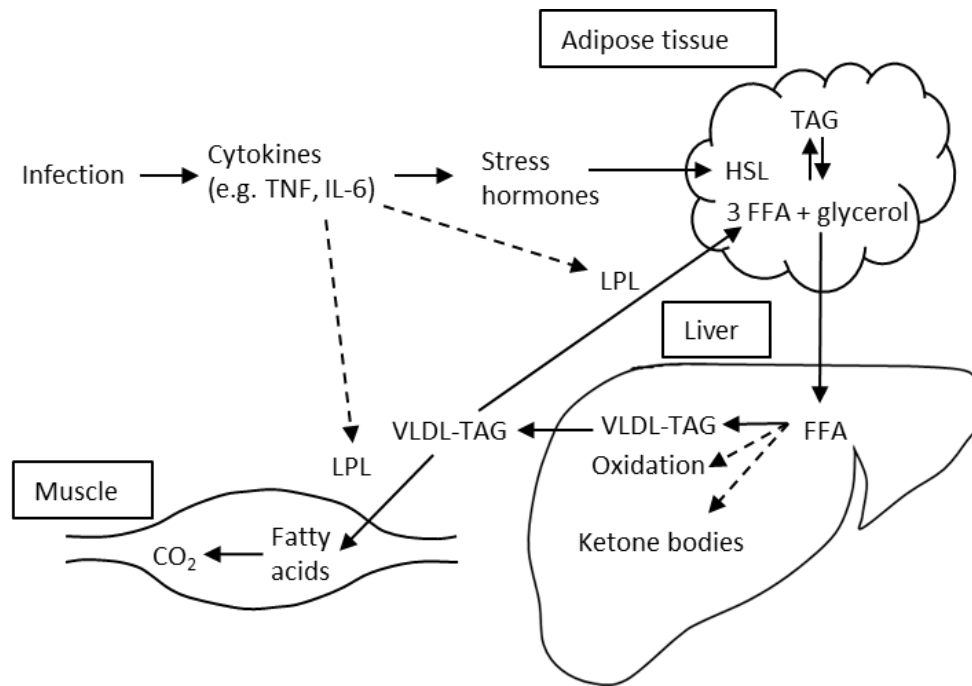 Adipose tissue
TAG
Infection
Cytokines
(e.g. TNF, IL-6)
Stress
hormones
HSL
3 FFA + glycerol
LPL
Liver
VLDL-TAG
VLDL-TAG
FFA
Oxidation
LPL
Muscle
Ketone bodies
Fatty
acids
CO₂